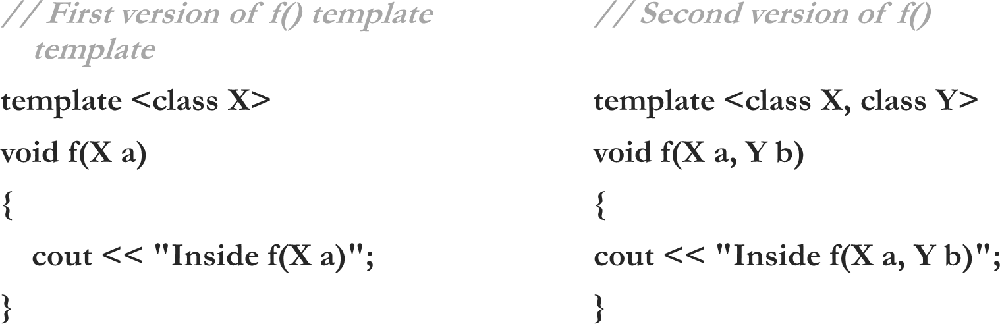 // First version of f() template
template
template <class X>
void f(X a)
{
cout << "Inside f(X a)";
}
// Second version of f()
template <class X, class Y>
void f(X a, Y b)
{
cout << "Inside f(X a, Y b)";
}